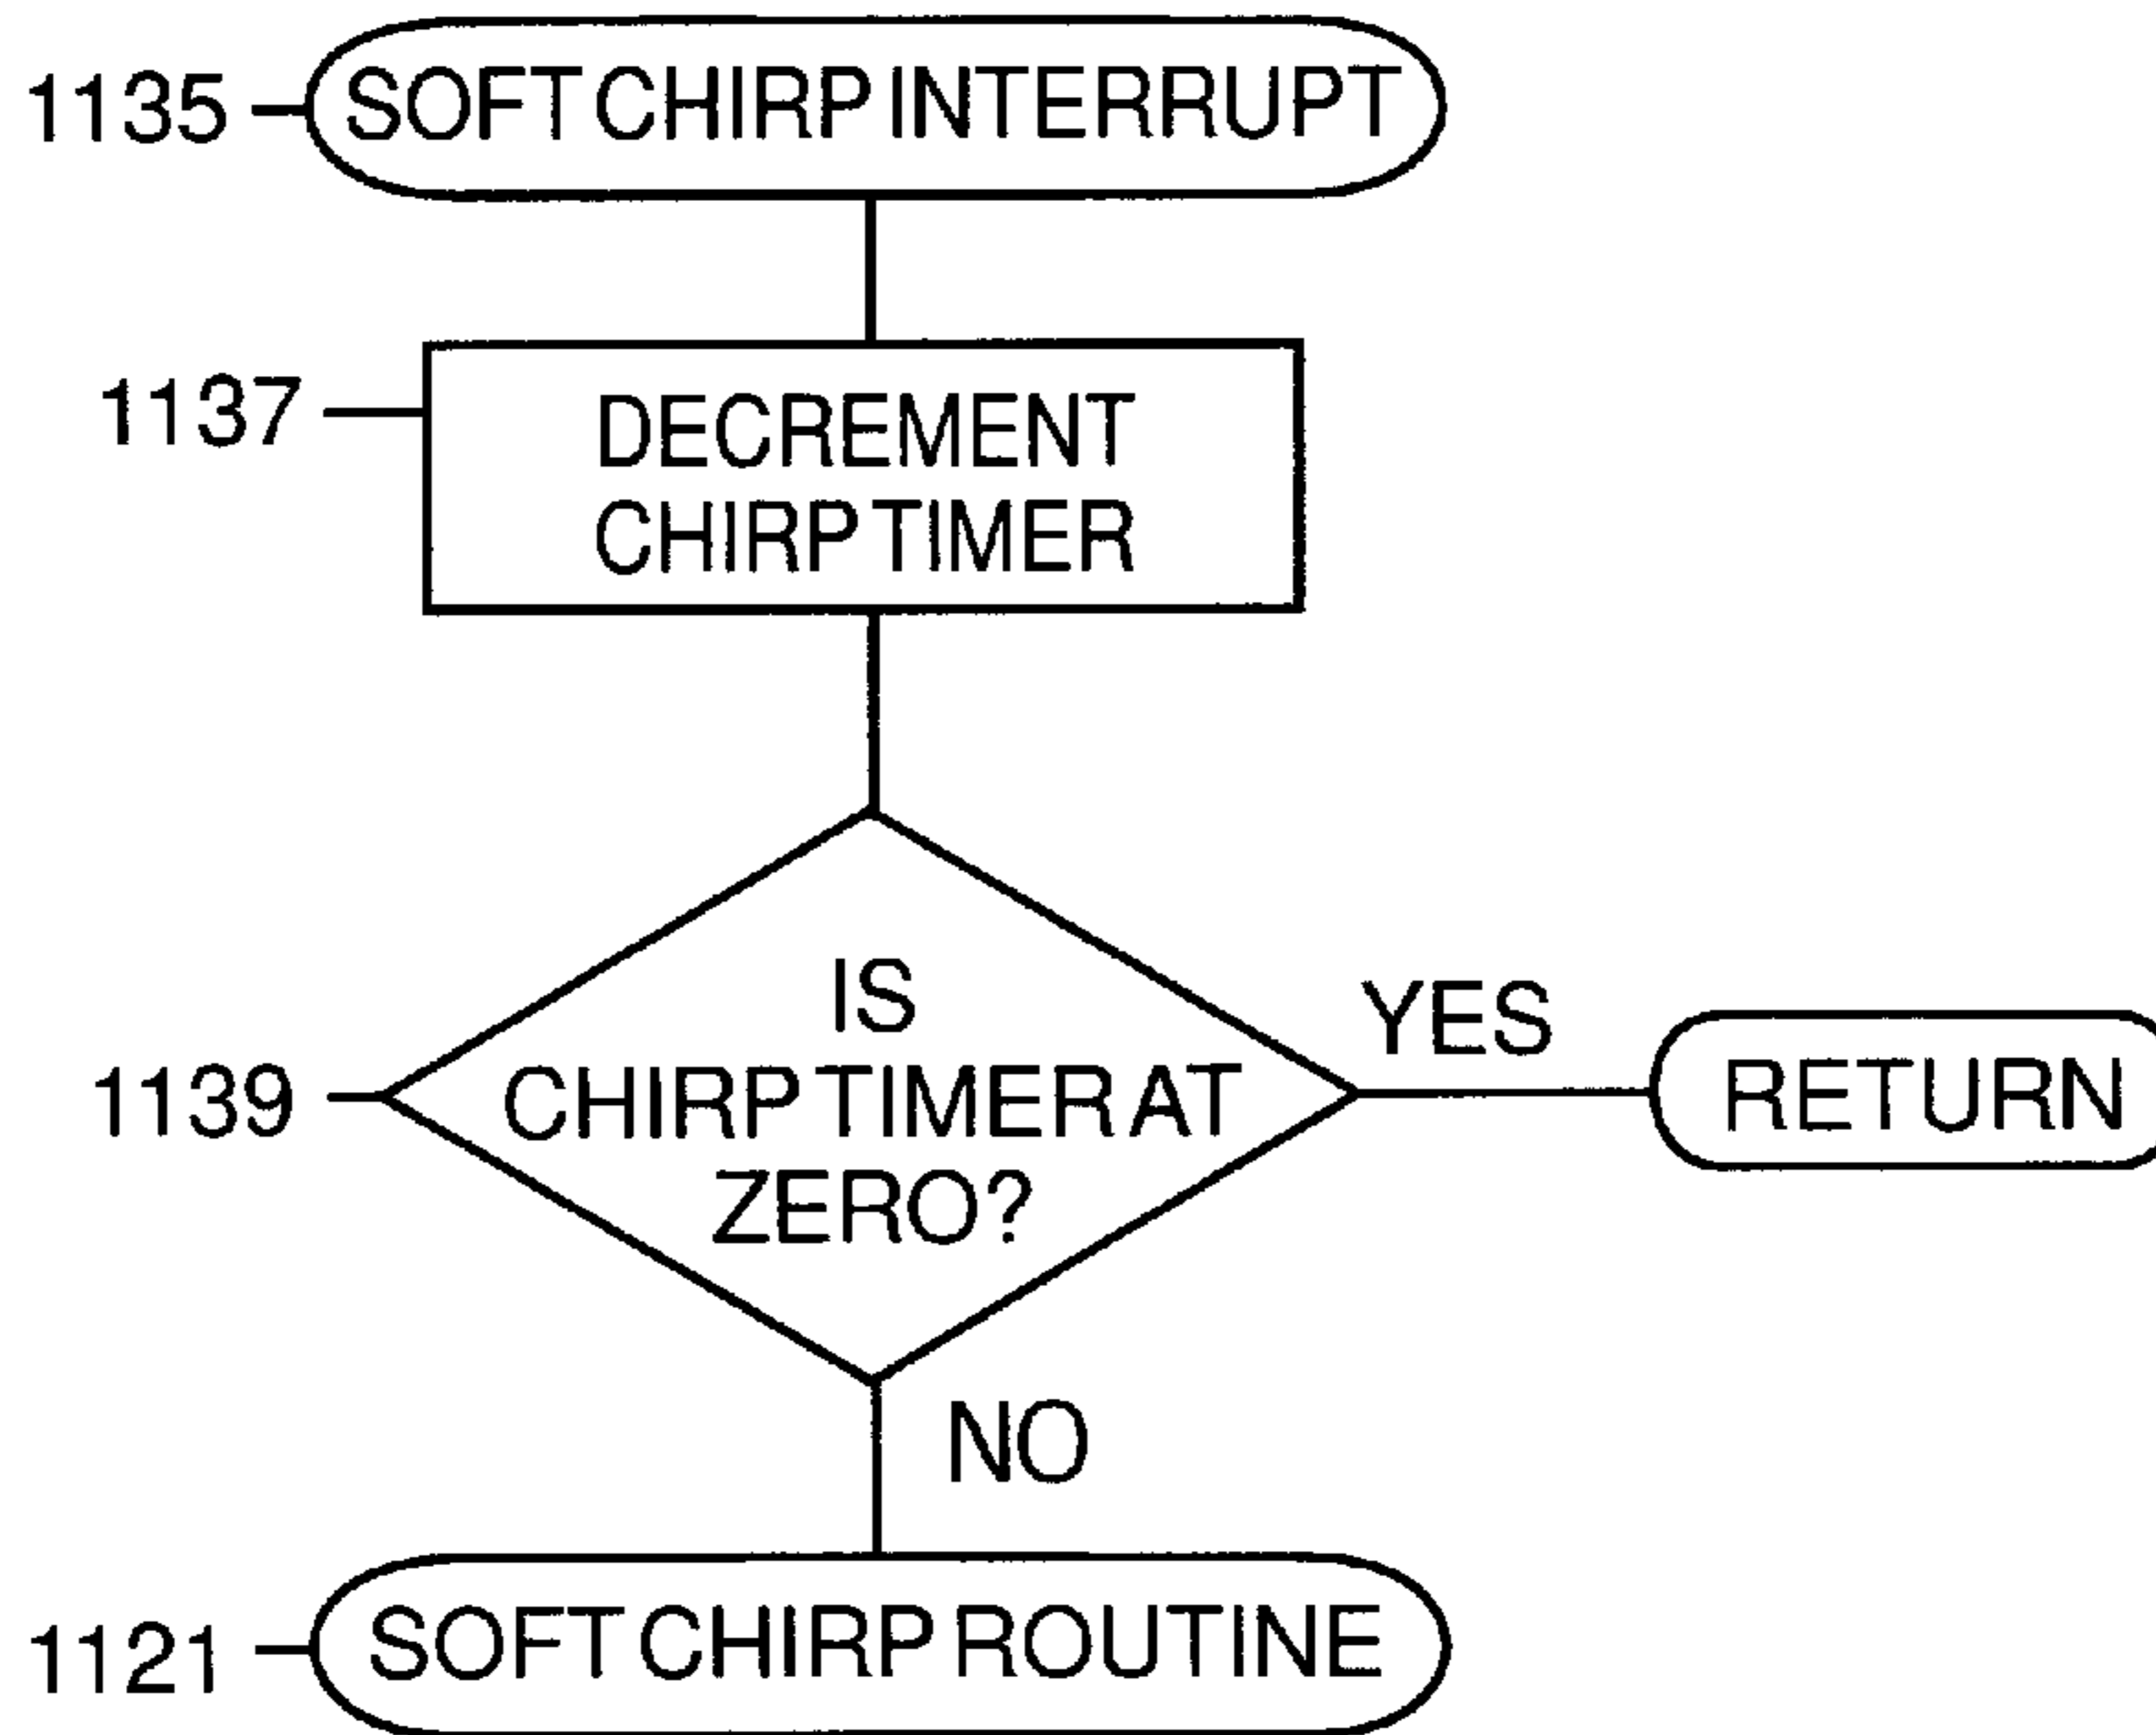 1135 SOFT CHIRP INTERRUPT
1137
DECREMENT
CHIRP TIMER
IS
CHIRP TIMER AT
ZERO?
1139
YES
RETURN
NO
1121 SOFT CHIRP ROUTINE